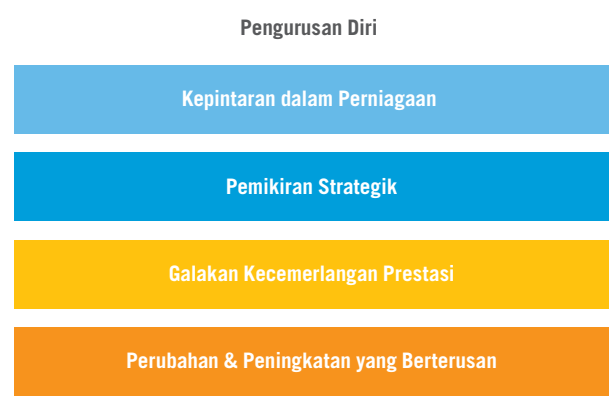 Pengurusan Diri
Kepintaran dalam Perniagaan
Pemikiran Strategik
Galakan Kecemerlangan Prestasi
Perubahan & Peningkatan yang Berterusan